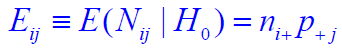 E_{ij} ≡ E(N_{ij} | H_0) = n_{i+} p_{+j}